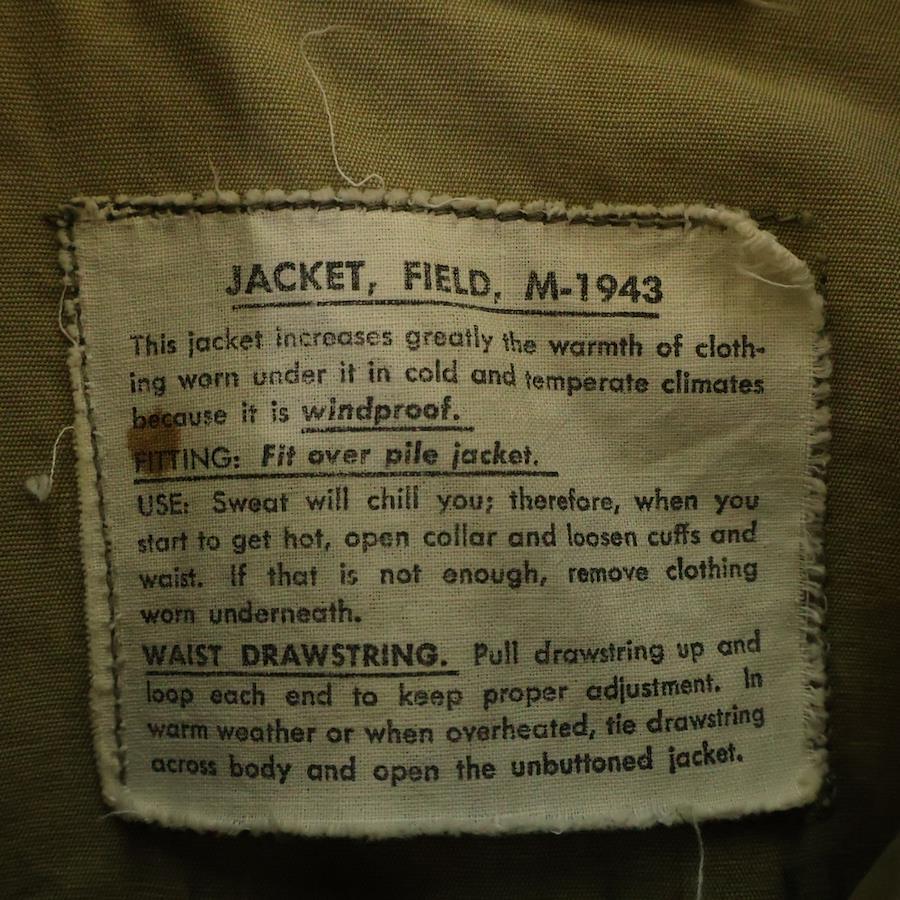 JACKET, FIELD, M-1943
This jacket increases greatly the warmth of cloth-
ing worn under it in cold and temperate climates
because it is windproof.
FITTING: Fit over pile jacket.
USE: Sweat will chill you; therefore, when you
start to get hot, open collar and loosen cuffs and
waist. If that is not enough, remove clothing
worn underneath.
WAIST DRAWSTRING. Pull drawstring up and
loop each end to keep proper adjustment. In
warm weather or when overheated, tie drawstring
across body and open the unbuttoned jacket.